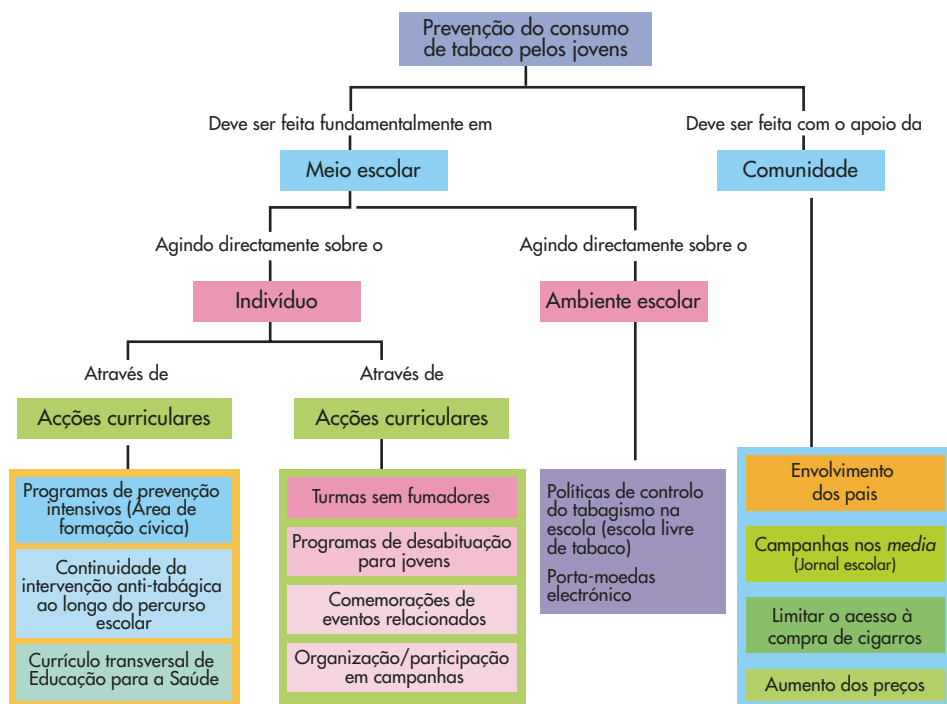 Prevenção do consumo
de tabaco pelos jovens
Deve ser feita fundamentalmente em
Deve ser feita com o apoio da
Meio escolar
Comunidade
Agindo directamente sobre o
Agindo directamente sobre o
Indivíduo
Ambiente escolar
Através de
Através de
Acções curriculares
Acções curriculares
Programas de prevenção
intensivos (Área de
formação cívica)
Continuidade da
intervenção anti-tabágica
ao longo do percurso
escolar
Currículo transversal de
Educação para a Saúde
Turmas sem fumadores
Programas de desabituação
para jovens
Comemorações de
eventos relacionados
Organização/participação
em campanhas
Políticas de controlo
do tabagismo na
escola (escola livre
de tabaco)
Porta-moedas
electrónico
Envolvimento
dos pais
Campanhas nos media
(Jornal escolar)
Limitar o acesso à
compra de cigarros
Aumento dos preços